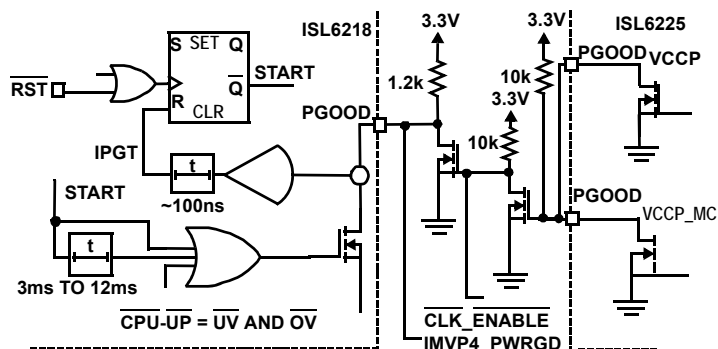 ISL6218
3.3V
3.3V
ISL6225
S SET Q
PGOOD
VCCP
RST
Q
START
1.2k
10k
3.3V
R
CLR
PGOOD
10k
IPGT
t
START
~100ns
PGOOD
VCCP_MC
t
3ms TO 12ms
CPU-UP = UV AND OV
CLK_ENABLE
IMVP4_PWRGD